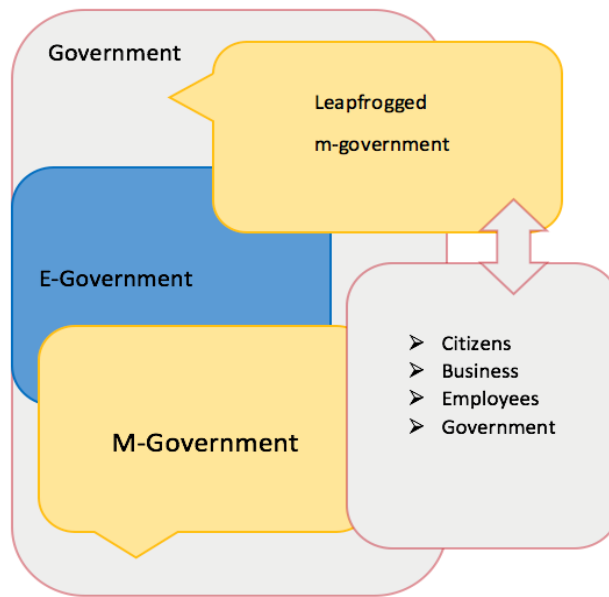 Government
Leapfrogged
m-government
E-Government
M-Government
➢ Citizens
➢ Business
➢ Employees
➢ Government